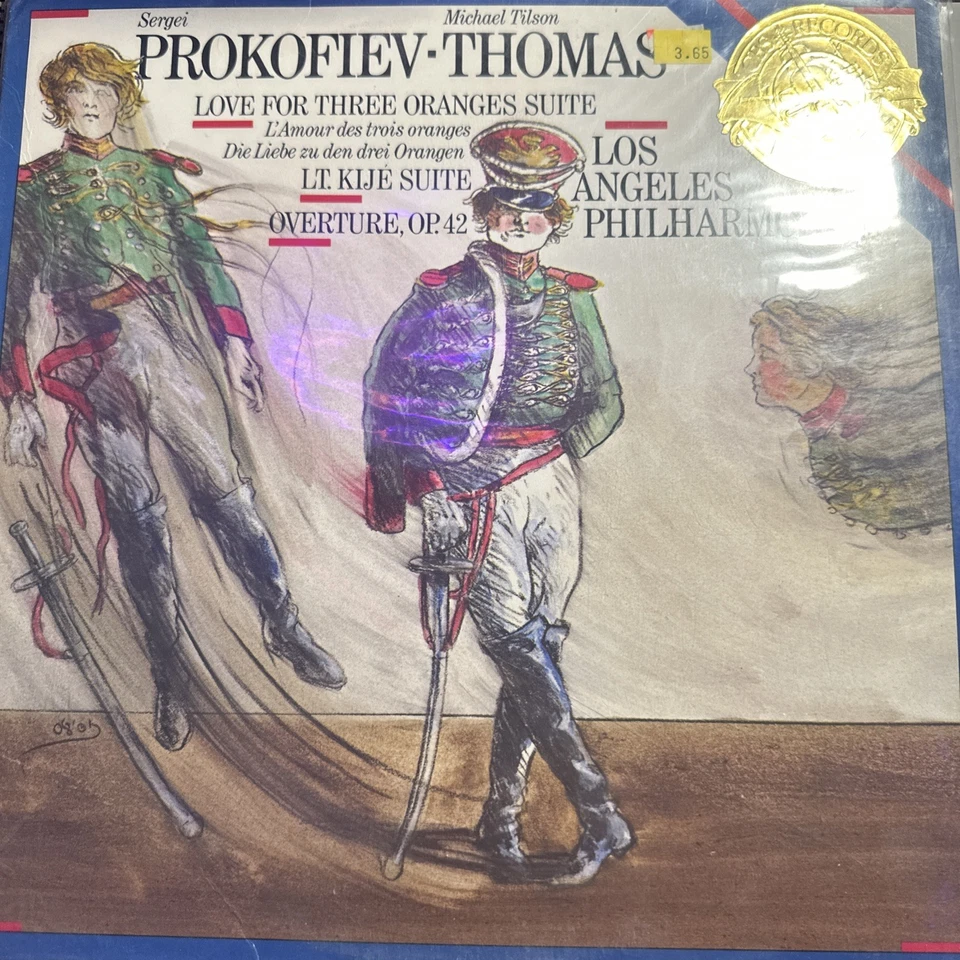 Sergei Michael Tilson
PROKOFIEV·THOMAS
3.65
LOVE FOR THREE ORANGES SUITE
L'Amour des trois oranges
Die Liebe zu den drei Orangen
LT. KIJÉ SUITE
OVERTURE, OP. 42
LOS
ANGELES
PHILHARM